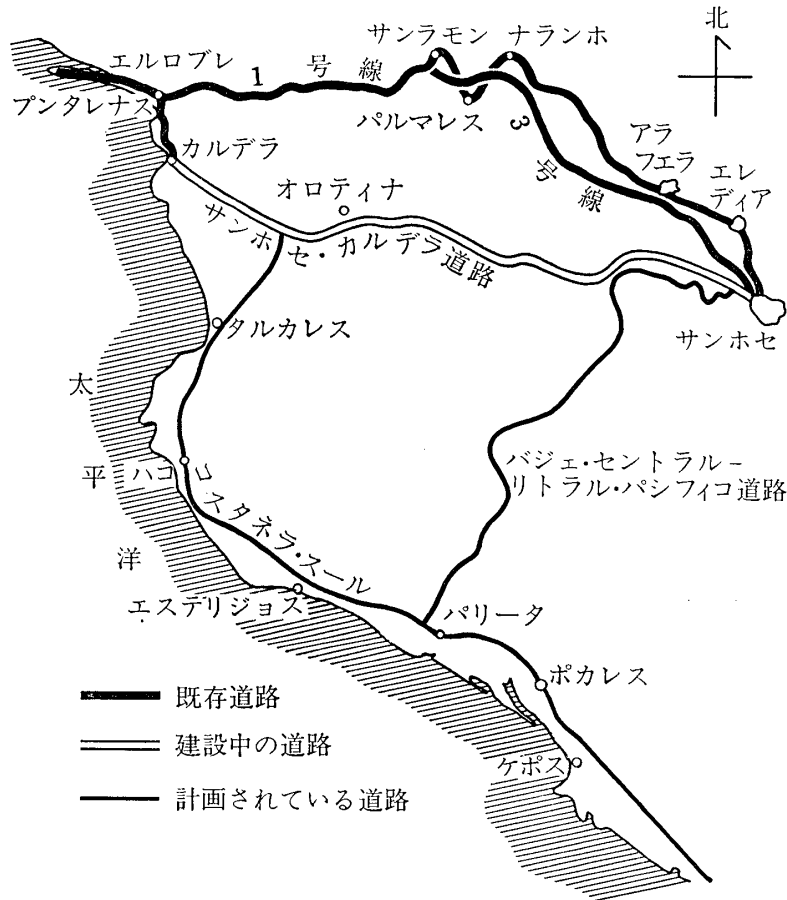 北
サンラモン
ナランホ
エルロブレ
1 号 線
プンタレナス
パルマレス
3 号 線
アラ
フェラ
エレ
ディア
カルデラ
オロティナ
サンホセ・カルデラ道路
サンホセ
タルカレス
太 平 洋
バジェ・セントラル−
リトラル・パシフィコ道路
ハコ
コスタネラ・スール
エステリジョス
パリータ
ポカレス
ケポス
既存道路
建設中の道路
計画されている道路